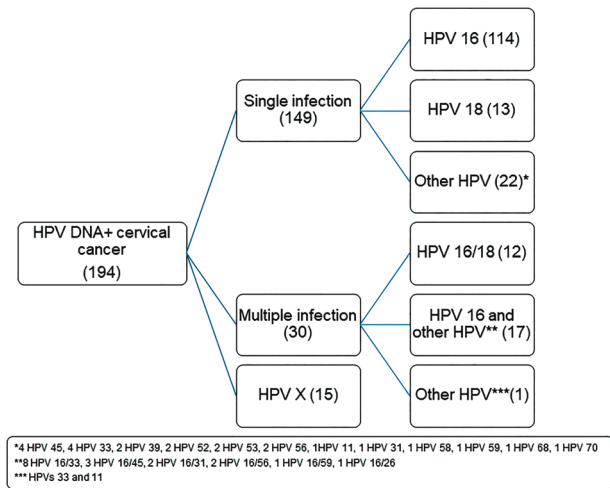 HPV DNA+ cervical
cancer
(194)
Single infection
(149)
HPV 16 (114)
HPV 18 (13)
Other HPV (22)*
Multiple infection
(30)
HPV 16/18 (12)
HPV 16 and
other HPV** (17)
Other HPV***(1)
HPV X (15)
*4 HPV 45, 4 HPV 33, 2 HPV 39, 2 HPV 52, 2 HPV 53, 2 HPV 56, 1HPV 11, 1 HPV 31, 1 HPV 58, 1 HPV 59, 1 HPV 68, 1 HPV 70
**8 HPV 16/33, 3 HPV 16/45, 2 HPV 16/31, 2 HPV 16/56, 1 HPV 16/59, 1 HPV 16/26
*** HPVs 33 and 11